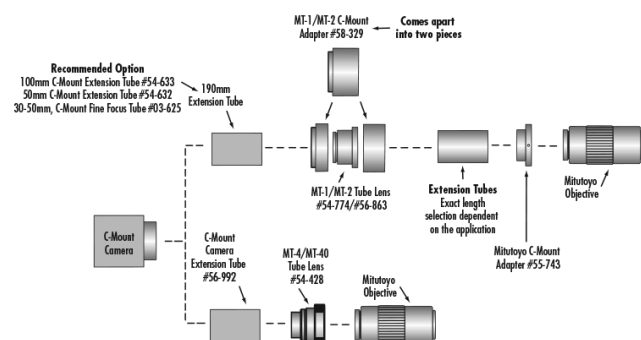 MT-1/MT-2 C-Mount
Adapter #58-329
Comes apart
into two pieces
Recommended Option
100mm C-Mount Extension Tube #54-633
50mm C-Mount Extension Tube #54-632
30-50mm, C-Mount Fine Focus Tube #03-625
190mm
Extension Tube
MT-1/MT-2 Tube Lens
#54-774/#56-863
Extension Tubes
Exact length
selection dependent
on the application
Mitutoyo
Objective
Mitutoyo C-Mount
Adapter #55-743
C-Mount
Camera
C-Mount
Camera
Extension Tube
#56-992
MT-4/MT-40
Tube Lens
#54-428
Mitutoyo
Objective